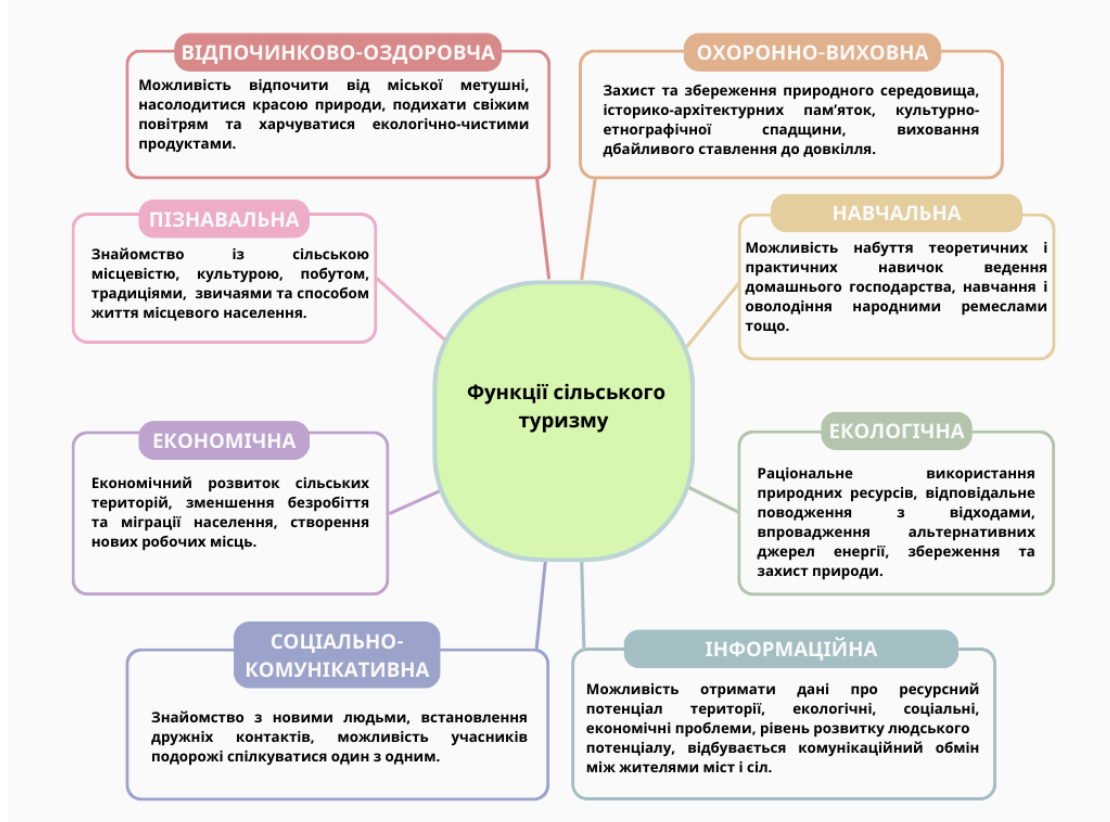 ВІДПОЧИНКОВО-ОЗДОРОВЧА
Можливість відпочити від міської метушні,
насолодитися красою природи, подихати свіжим
повітрям та харчуватися екологічно-чистими
продуктами.
ОХОРОННО-ВИХОВНА
Захист та збереження природного середовища,
історико-архітектурних пам’яток, культурно-
етнографічної спадщини, виховання
дбайливого ставлення до довкілля.
ПІЗНАВАЛЬНА
Знайомство із сільською
місцевістю, культурою, побутом,
традиціями, звичаями та способом
життя місцевого населення.
НАВЧАЛЬНА
Можливість набуття теоретичних і
практичних навичок ведення
домашнього господарства, навчання і
оволодіння народними ремеслами
тощо.
Функції сільського
туризму
ЕКОНОМІЧНА
Економічний розвиток сільських
територій, зменшення безробіття
та міграції населення, створення
нових робочих місць.
ЕКОЛОГІЧНА
Раціональне використання
природних ресурсів, відповідальне
поводження з відходами,
впровадження альтернативних
джерел енергії, збереження та
захист природи.
СОЦІАЛЬНО-
КОМУНІКАТИВНА
Знайомство з новими людьми, встановлення
дружніх контактів, можливість учасників
подорожі спілкуватися один з одним.
ІНФОРМАЦІЙНА
Можливість отримати дані про ресурсний
потенціал території, екологічні, соціальні,
економічні проблеми, рівень розвитку людського
потенціалу, відбувається комунікаційний обмін
між жителями міст і сіл.